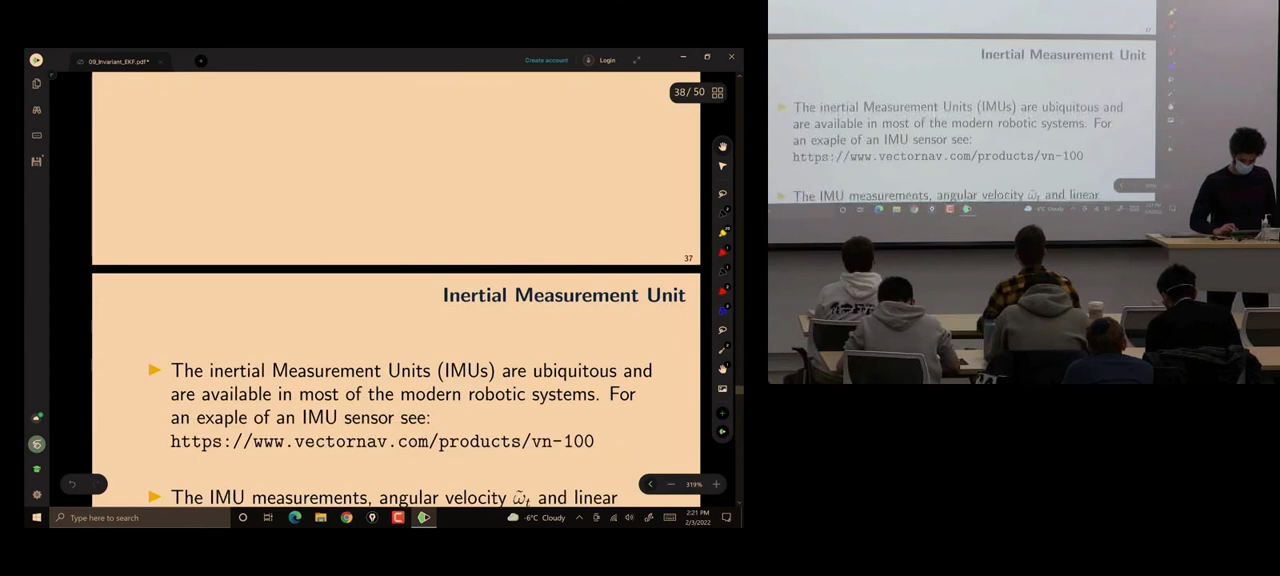 09_Invariant_EKF.pdf*
Create account
Login
38/50
37
Inertial Measurement Unit
The inertial Measurement Units (IMUs) are ubiquitous and
are available in most of the modern robotic systems. For
an exaple of an IMU sensor see:
https://www.vectornav.com/products/vn-100
The IMU measurements, angular velocity ω̃t and linear
319%
Type here to search
-6°C Cloudy
2:21 PM
2/3/2022
37
Inertial Measurement Unit
The inertial Measurement Units (IMUs) are ubiquitous and
are available in most of the modern robotic systems. For
an exaple of an IMU sensor see:
https://www.vectornav.com/products/vn-100
The IMU measurements, angular velocity ω̃t and linear
-6°C Cloudy